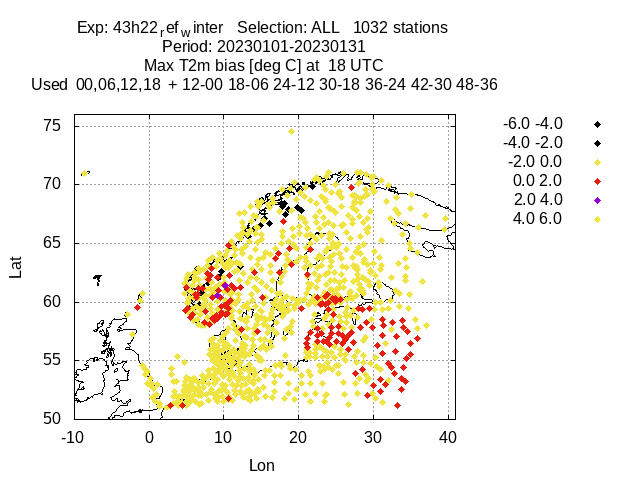 Exp: 43h22refwinter   Selection: ALL   1032 stations
Period: 20230101-20230131
Max T2m bias [deg C] at  18 UTC
Used  00,06,12,18  + 12-00 18-06 24-12 30-18 36-24 42-30 48-36
-6.0 -4.0
-4.0 -2.0
-2.0 0.0
0.0 2.0
2.0 4.0
4.0 6.0
75
70
65
60
55
50
Lat
-10 0 10 20 30 40
Lon